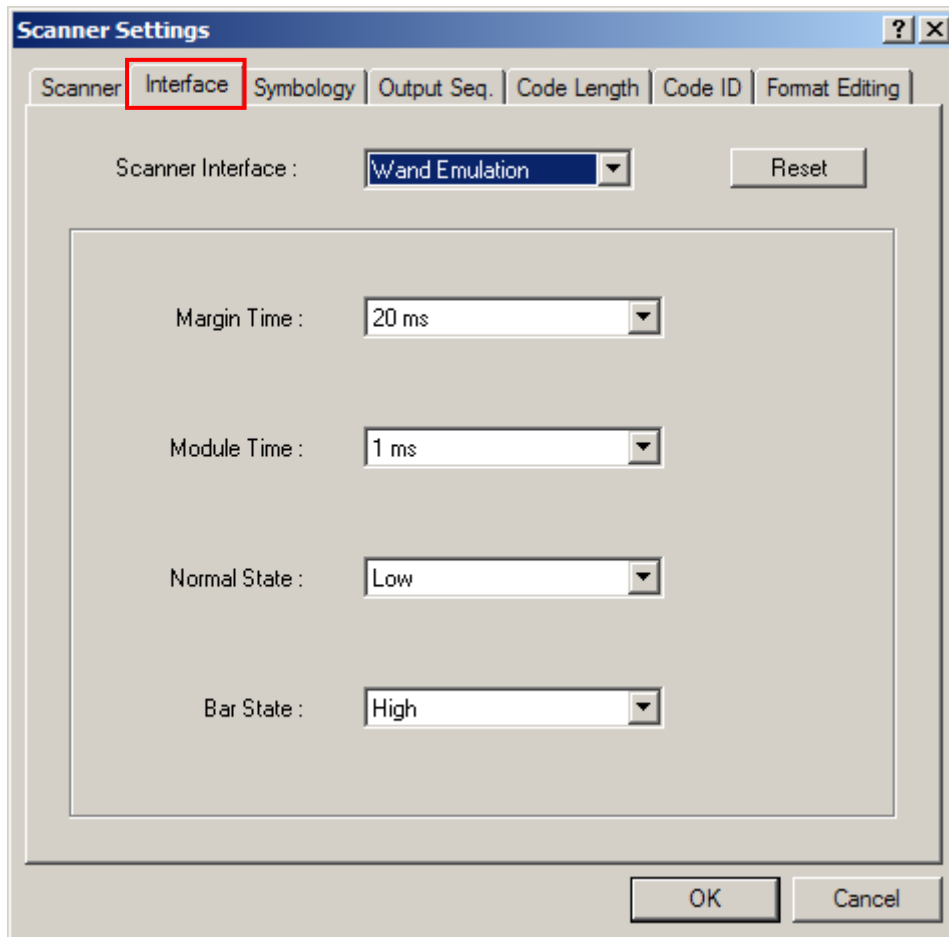 Scanner Settings
Scanner Interface Symbology Output Seq. Code Length Code ID Format Editing
Scanner Interface : Wand Emulation Reset
Margin Time : 20 ms
Module Time : 1 ms
Normal State : Low
Bar State : High
OK Cancel